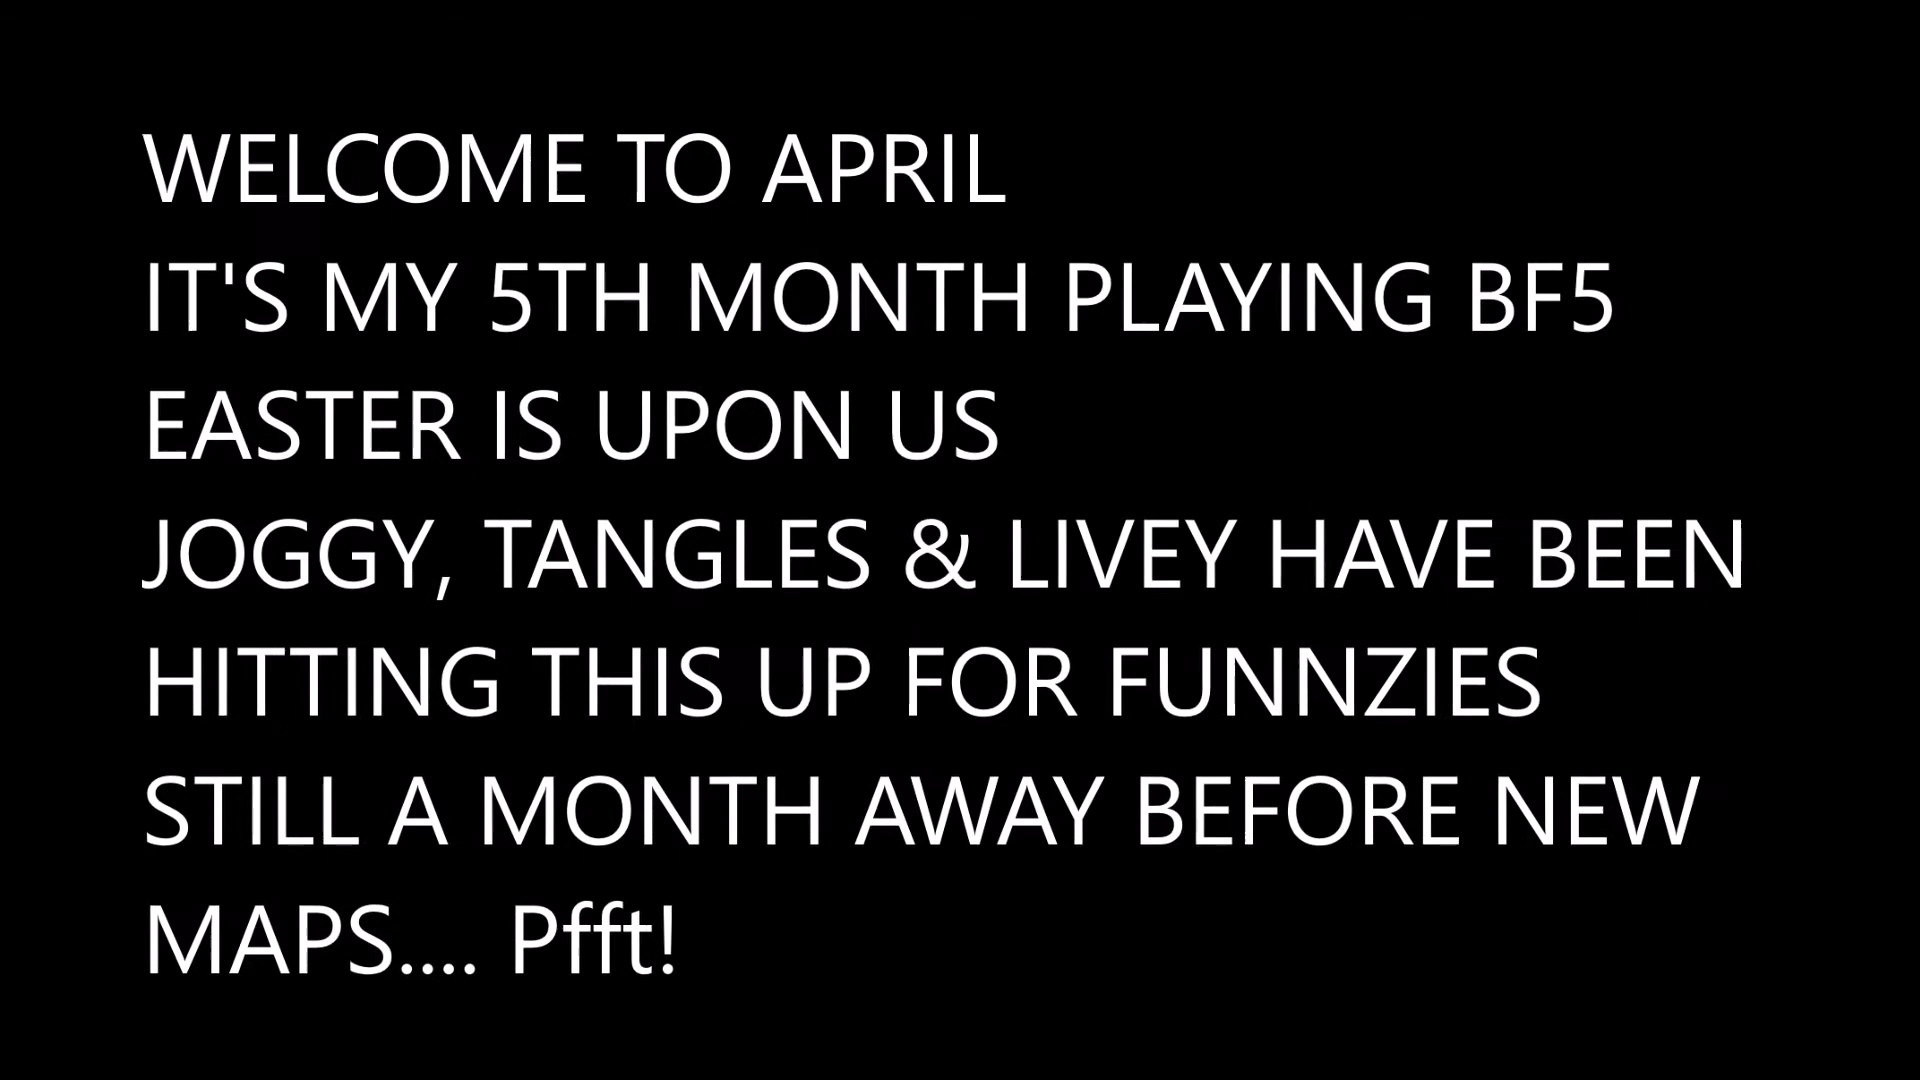 WELCOME TO APRIL
IT'S MY 5TH MONTH PLAYING BF5
EASTER IS UPON US
JOGGY, TANGLES & LIVEY HAVE BEEN
HITTING THIS UP FOR FUNNZIES
STILL A MONTH AWAY BEFORE NEW
MAPS.... Pfft!